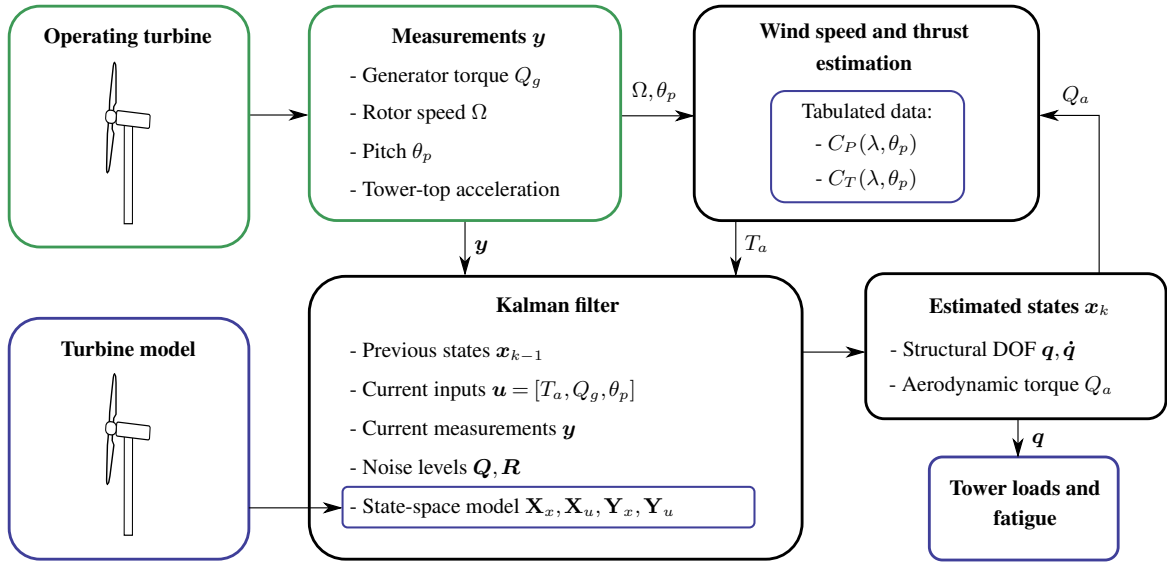 Operating turbine
Measurements y
- Generator torque Q_g
- Rotor speed Ω
- Pitch θ_p
- Tower-top acceleration
Ω, θ_p
Wind speed and thrust
estimation
Tabulated data:
- C_P(λ, θ_p)
- C_T(λ, θ_p)
Q_a
y
T_a
Turbine model
Kalman filter
- Previous states x_{k−1}
- Current inputs u = [T_a, Q_g, θ_p]
- Current measurements y
- Noise levels Q, R
- State-space model X_x, X_u, Y_x, Y_u
Estimated states x_k
- Structural DOF q, q̇
- Aerodynamic torque Q_a
q
Tower loads and
fatigue